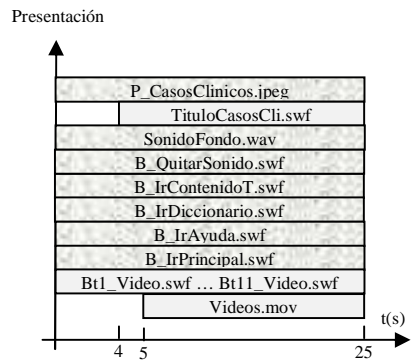 Presentación
P_CasosClinicos.jpeg
TituloCasosCli.swf
SonidoFondo.wav
B_QuitarSonido.swf
B_IrContenidoT.swf
B_IrDiccionario.swf
B_IrAyuda.swf
B_IrPrincipal.swf
Bt1_Video.swf … Bt11_Video.swf
Videos.mov
t(s)
4 5 25